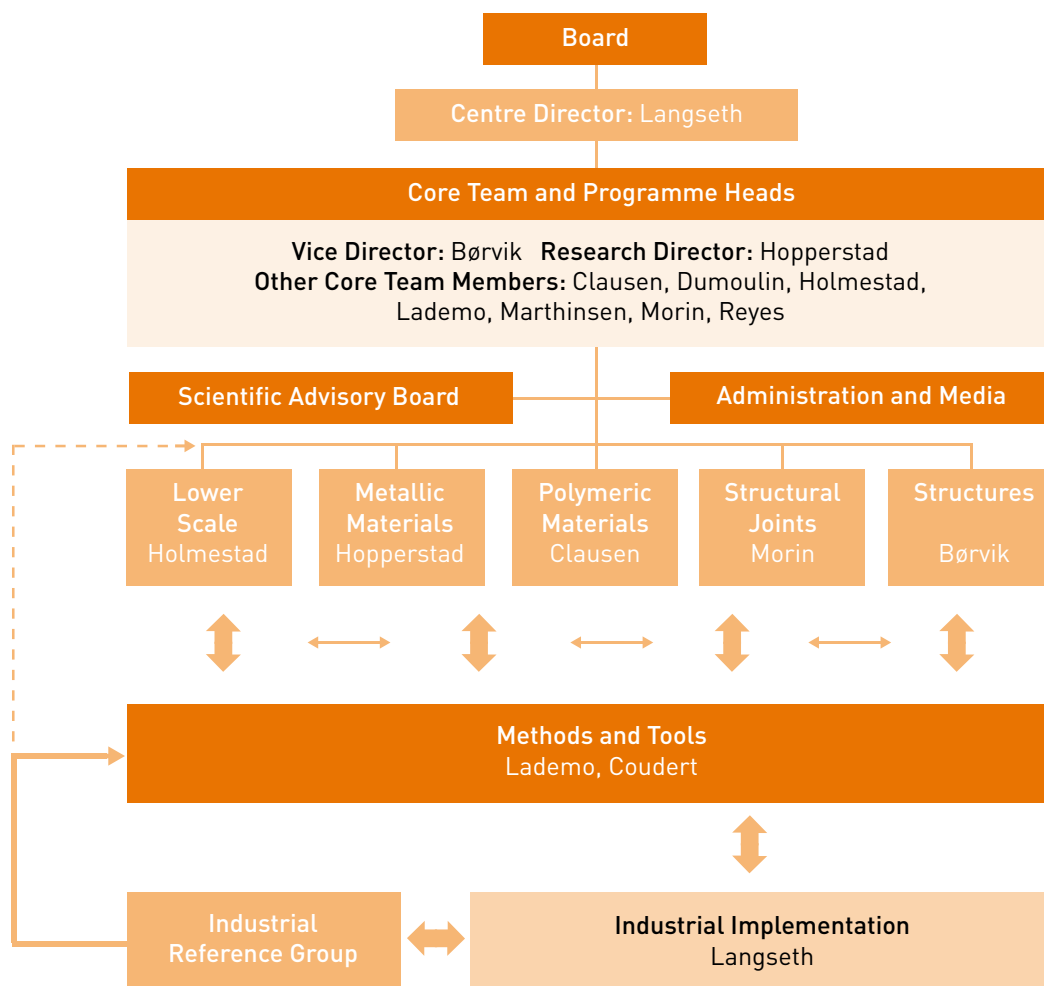 Board
Centre Director: Langseth
Core Team and Programme Heads
Vice Director: Børvik Research Director: Hopperstad
Other Core Team Members: Clausen, Dumoulin, Holmestad,
Lademo, Marthinsen, Morin, Reyes
Scientific Advisory Board
Administration and Media
Lower
Scale
Holmestad
Metallic
Materials
Hopperstad
Polymeric
Materials
Clausen
Structural
Joints
Morin
Structures
Børvik
Methods and Tools
Lademo, Coudert
Industrial
Reference Group
Industrial Implementation
Langseth